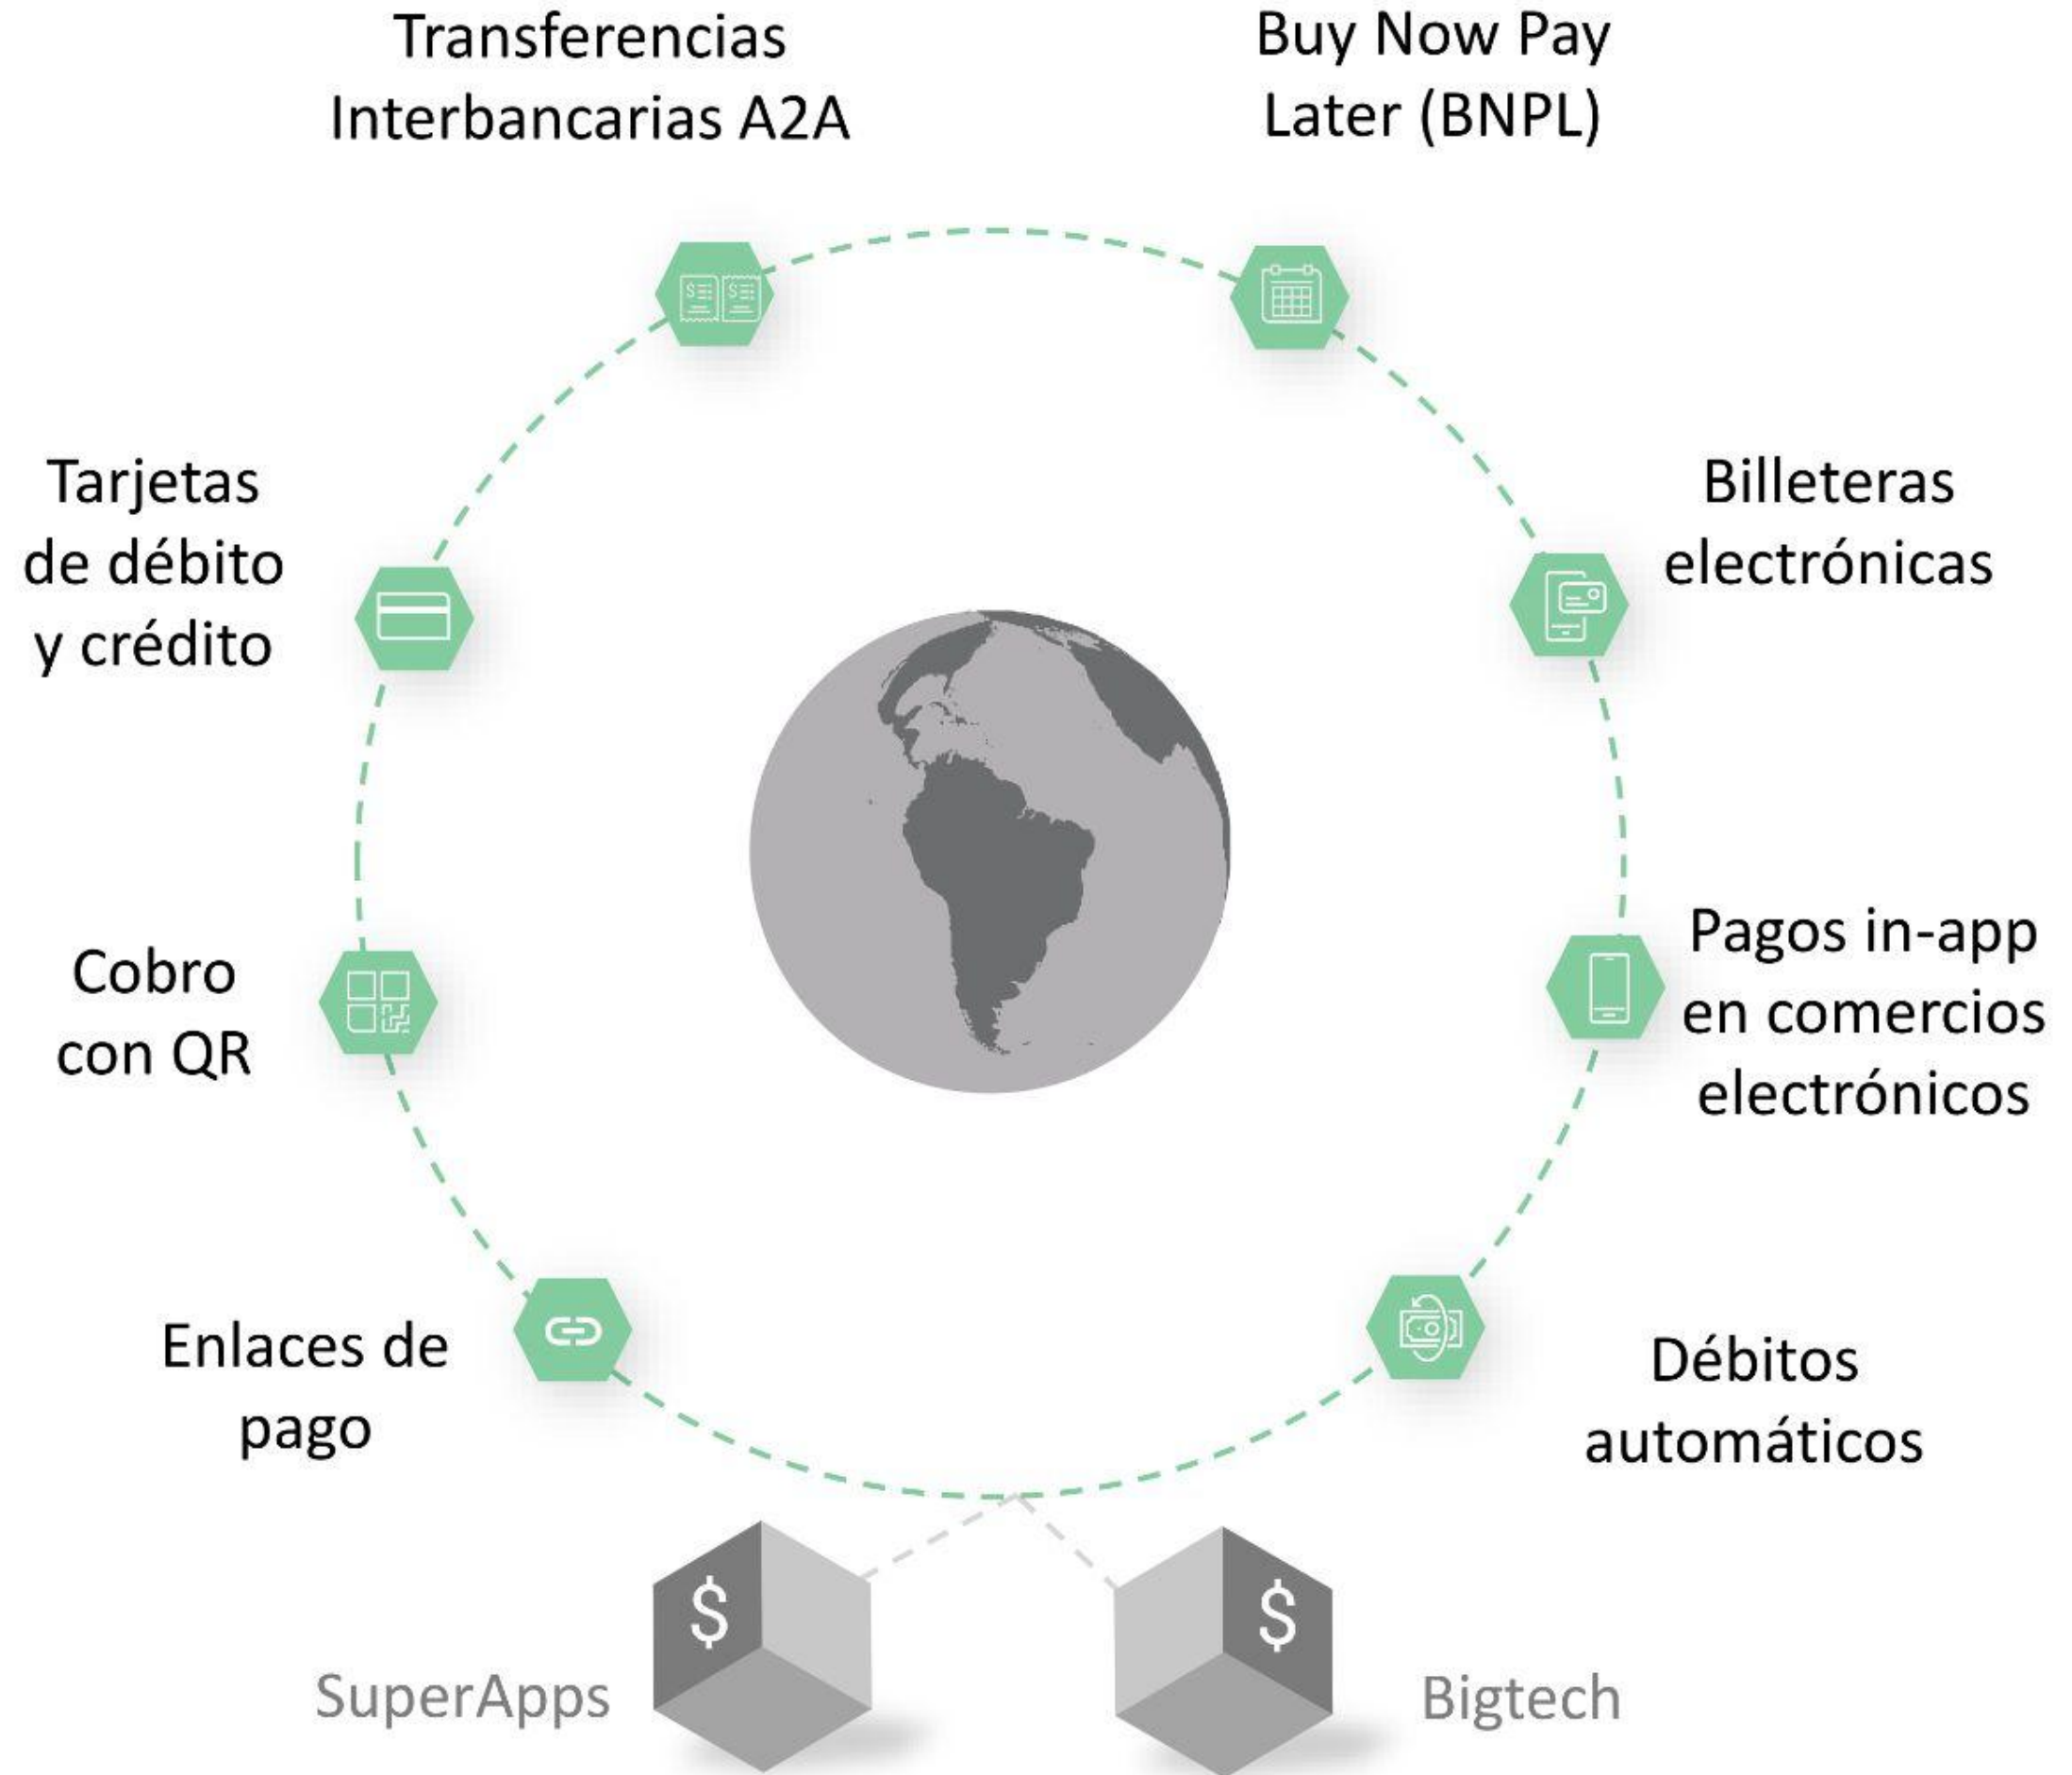 Transferencias
Interbancarias A2A
Buy Now Pay
Later (BNPL)
Tarjetas
de débito
y crédito
Billeteras
electrónicas
Cobro
con QR
Pagos in-app
en comercios
electrónicos
Enlaces de
pago
Débitos
automáticos
$
$
SuperApps
Bigtech